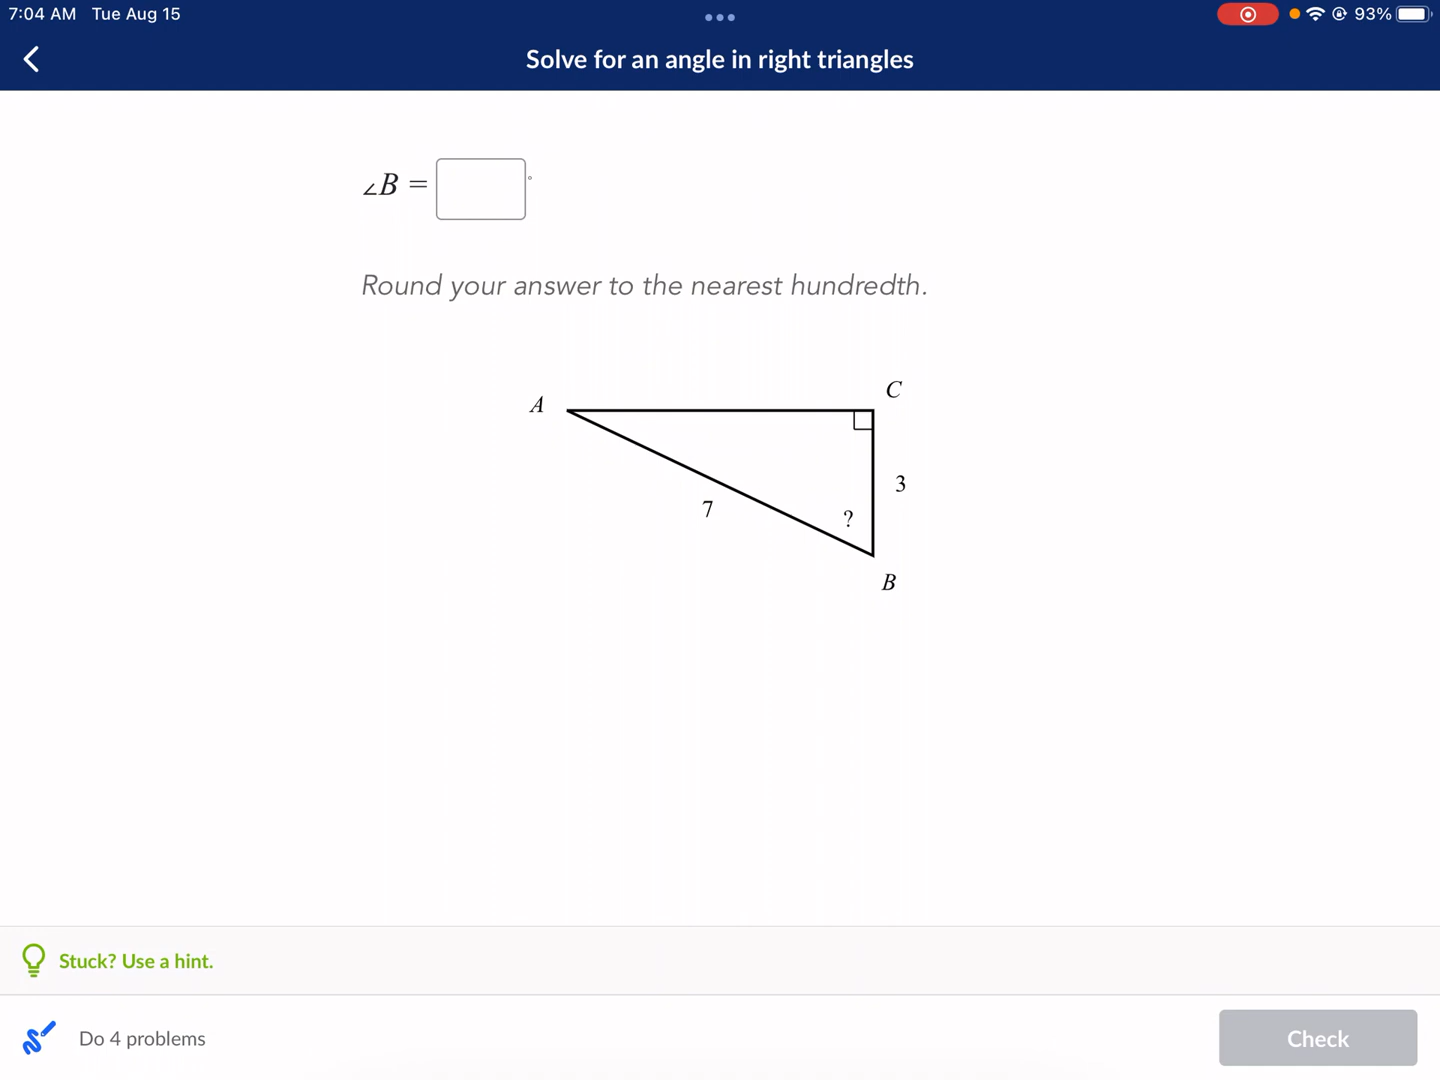 7:04 AM Tue Aug 15
93%
Solve for an angle in right triangles
∠B = °
Round your answer to the nearest hundredth.
C
A
3
7
?
B
Stuck? Use a hint.
Do 4 problems
Check